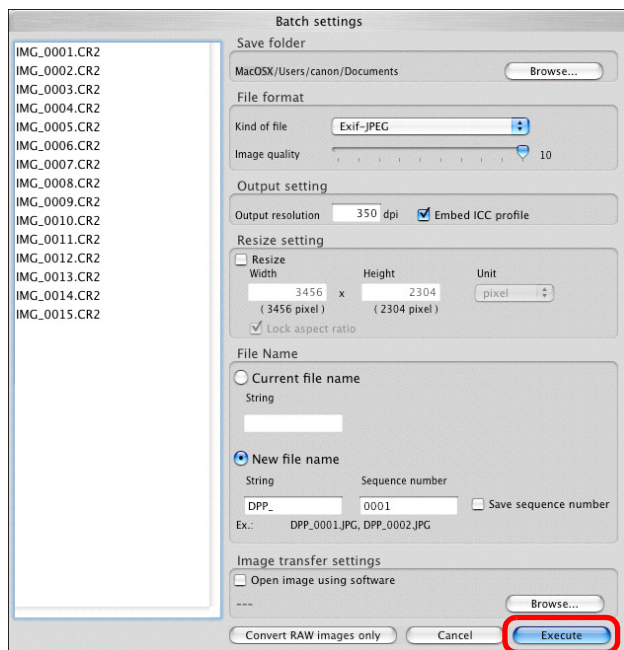 Batch settings
IMG_0001.CR2
IMG_0002.CR2
IMG_0003.CR2
IMG_0004.CR2
IMG_0005.CR2
IMG_0006.CR2
IMG_0007.CR2
IMG_0008.CR2
IMG_0009.CR2
IMG_0010.CR2
IMG_0011.CR2
IMG_0012.CR2
IMG_0013.CR2
IMG_0014.CR2
IMG_0015.CR2
Save folder
MacOSX/Users/canon/Documents Browse...
File format
Kind of file Exif-JPEG
Image quality 10
Output setting
Output resolution 350 dpi Embed ICC profile
Resize setting
Resize
Width Height Unit
3456 x 2304 pixel
(3456 pixel) (2304 pixel)
Lock aspect ratio
File Name
Current file name
String
New file name
String Sequence number
DPP_ 0001 Save sequence number
Ex.: DPP_0001.JPG, DPP_0002.JPG
Image transfer settings
Open image using software
--- Browse...
Convert RAW images only Cancel Execute